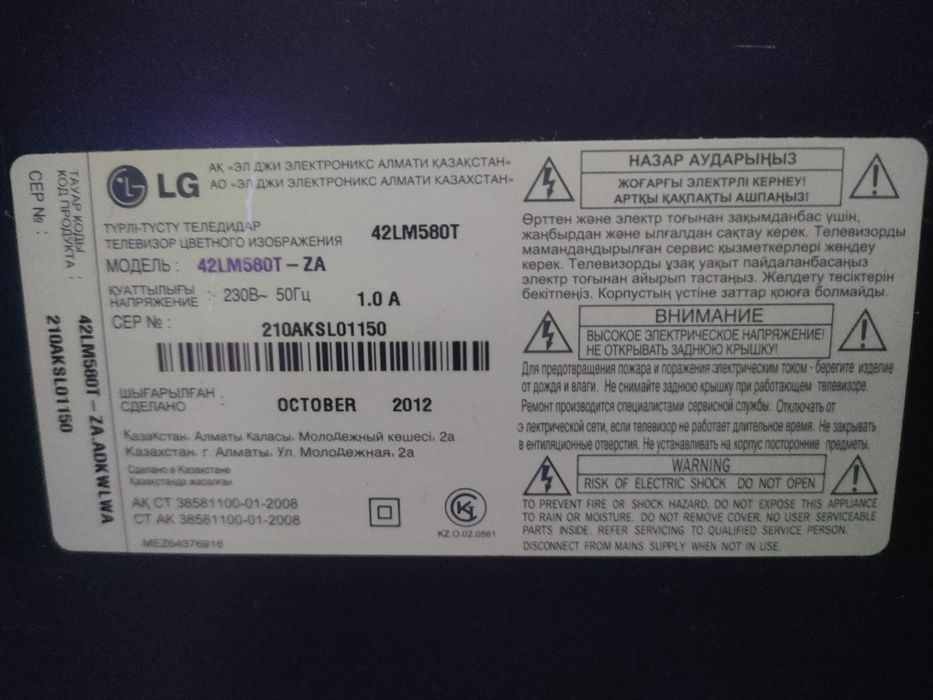 ТАУАР КОДЫ
КОД ПРОДУКТА :
42LM580T - ZA.ADKWLWA
СЕР № :
210AKSL01150
LG
АҚ «ЭЛ ДЖИ ЭЛЕКТРОНИКС АЛМАТИ ҚАЗАҚСТАН»
АО «ЭЛ ДЖИ ЭЛЕКТРОНИКС АЛМАТИ КАЗАХСТАН»
ТҮРЛІ-ТҮСТҮ ТЕЛЕДИДАР
ТЕЛЕВИЗОР ЦВЕТНОГО ИЗОБРАЖЕНИЯ
42LM580T
МОДЕЛЬ : 42LM580T - ZA
ҚУАТТЫЛЫҒЫ
НАПРЯЖЕНИЕ : 230В~ 50Гц 1.0 A
СЕР № :
210AKSL01150
ШЫҒАРЫЛҒАН
СДЕЛАНО : OCTOBER 2012
Казакстан, Алматы Каласы, Молодежный көшесі, 2а
Казахстан, г. Алматы, Ул. Молодежная, 2а
Сделано в Казахстане
Казақстанда жасалған
АҚ СТ 38581100-01-2008
СТ АК 38581100-01-2008
KZ.O.02.0561
MEZ64376916
НАЗАР АУДАРЫҢЫЗ
ЖОҒАРҒЫ ЭЛЕКТРЛІ КЕРНЕУ!
АРТҚЫ ҚАҚПАҚТЫ АШПАҢЫЗ!
Өрттен және электр тоғынан зақымданбас үшін,
жаңбырдан және ылғалдан сақтау керек. Телевизорды
мамандандырылған сервис қызметкерлері жөндеу
керек. Телевизорды ұзақ уақыт пайдаланбасаңыз
электр тоғынан айырып тастаңыз. Желдету тесіктерін
бекітпеңіз. Корпустың үстіне заттар қоюға болмайды.
ВНИМАНИЕ
ВЫСОКОЕ ЭЛЕКТРИЧЕСКОЕ НАПРЯЖЕНИЕ!
НЕ ОТКРЫВАТЬ ЗАДНЮЮ КРЫШКУ!
Для предотвращения пожара и поражения электрическим током - берегите изделие
от дождя и влаги. Не снимайте заднюю крышку при работающем телевизоре.
Ремонт производится специалистами сервисной службы. Отключать от
э лектрической сети, если телевизор не работает длительное время. Не закрывать
в ентиляционные отверстия. Не устанавливать на корпус посторонние предметы.
WARNING
RISK OF ELECTRIC SHOCK DO NOT OPEN
TO PREVENT FIRE OR SHOCK HAZARD, DO NOT EXPOSE THIS APPLIANCE
TO RAIN OR MOISTURE. DO NOT REMOVE COVER. NO USER SERVICEABLE
PARTS INSIDE. REFER SERVICING TO QUALIFIED SERVICE PERSON.
DISCONNECT FROM MAINS SUPPLY WHEN NOT IN USE.